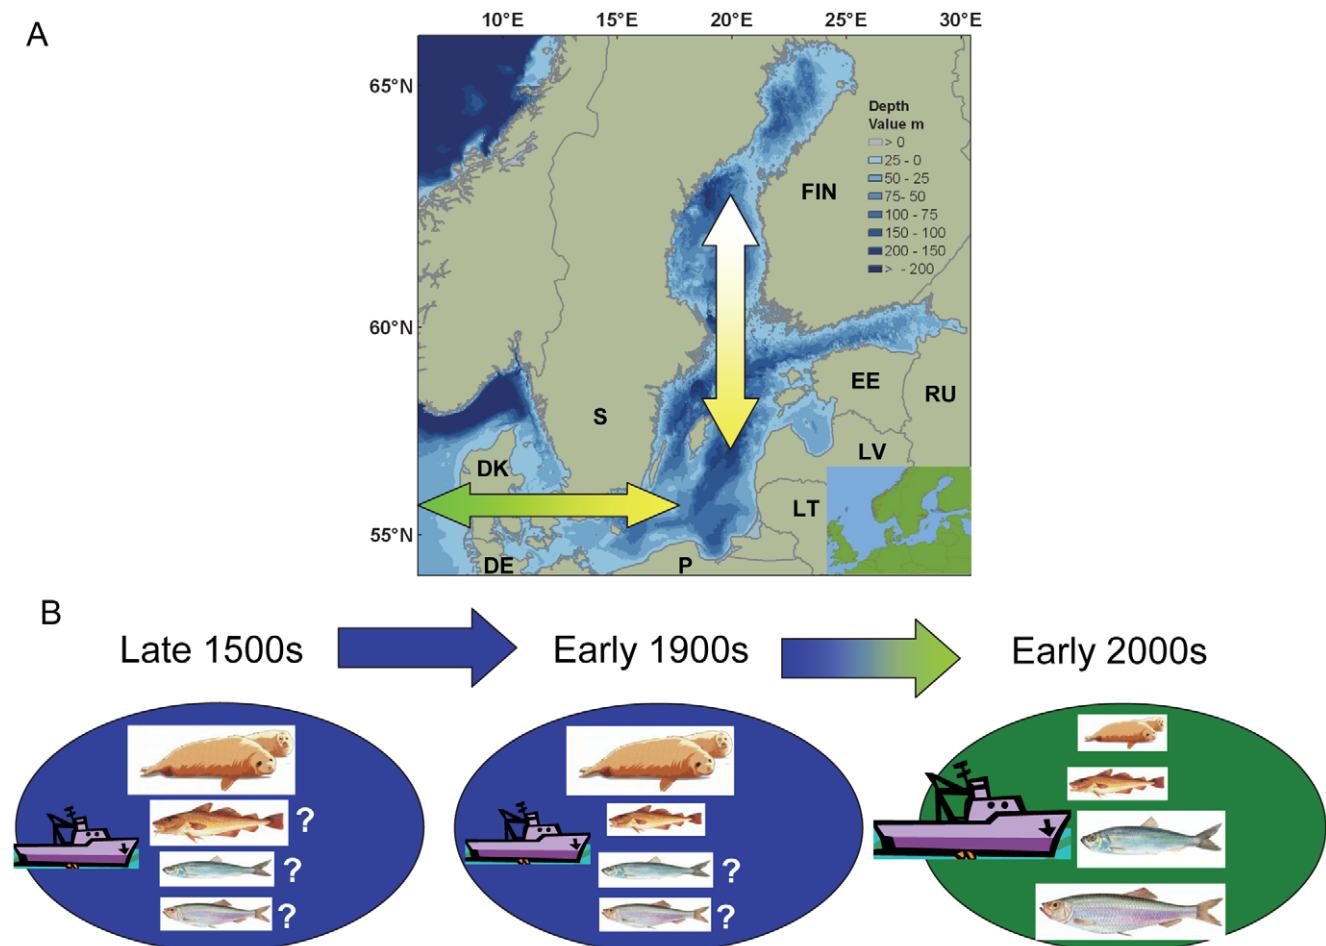 A
10°E 15°E 20°E 25°E 30°E
65°N
60°N
55°N
Depth
Value m
> 0
25 - 0
50 - 25
75- 50
100 - 75
150 - 100
200 - 150
> - 200
FIN
S
EE
RU
LV
LT
DK
DE
P
B
Late 1500s
Early 1900s
Early 2000s
?
?
?
?
?